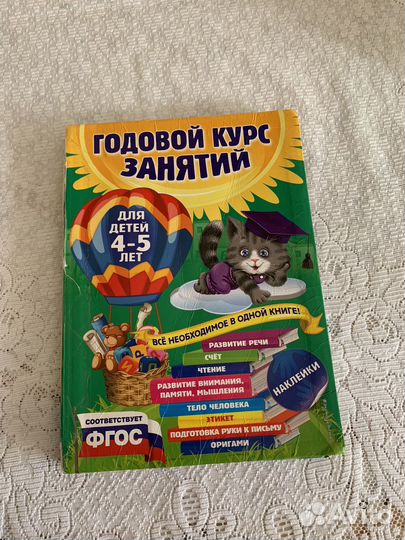 ГОДОВОЙ КУРС
ЗАНЯТИЙ
ДЛЯ
ДЕТЕЙ
4-5
ЛЕТ
ВСЁ НЕОБХОДИМОЕ В ОДНОЙ КНИГЕ!
РАЗВИТИЕ РЕЧИ
СЧЁТ
ЧТЕНИЕ
РАЗВИТИЕ ВНИМАНИЯ,
ПАМЯТИ, МЫШЛЕНИЯ
ТЕЛО ЧЕЛОВЕКА
ЭТИКЕТ
ПОДГОТОВКА РУКИ К ПИСЬМУ
ОРИГАМИ
НАКЛЕЙКИ
СООТВЕТСТВУЕТ
ФГОС
Avito